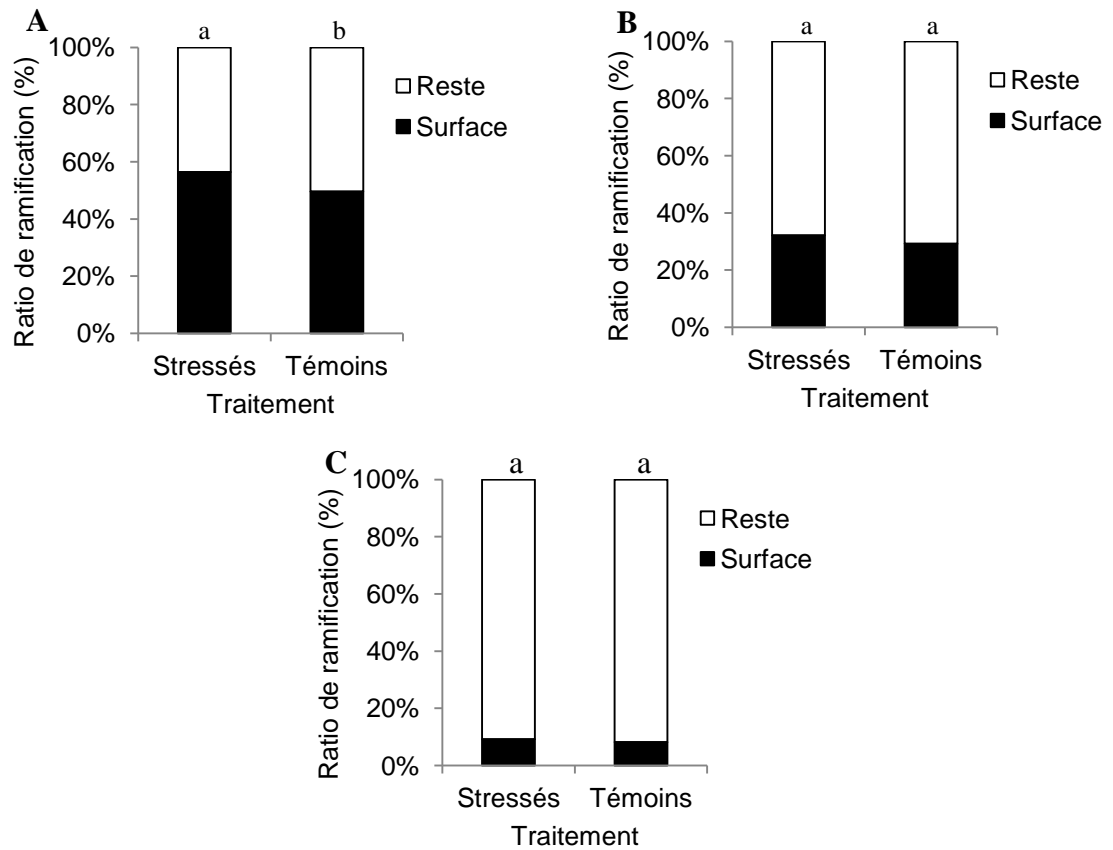 A
a b
100%
80%
60%
40%
20%
0%
Ratio de ramification (%)
Reste
Surface
Stressés Témoins
Traitement
B
a a
100%
80%
60%
40%
20%
0%
Ratio de ramification (%)
Reste
Surface
Stressés Témoins
Traitement
C
a a
100%
80%
60%
40%
20%
0%
Ratio de ramification (%)
Reste
Surface
Stressés Témoins
Traitement